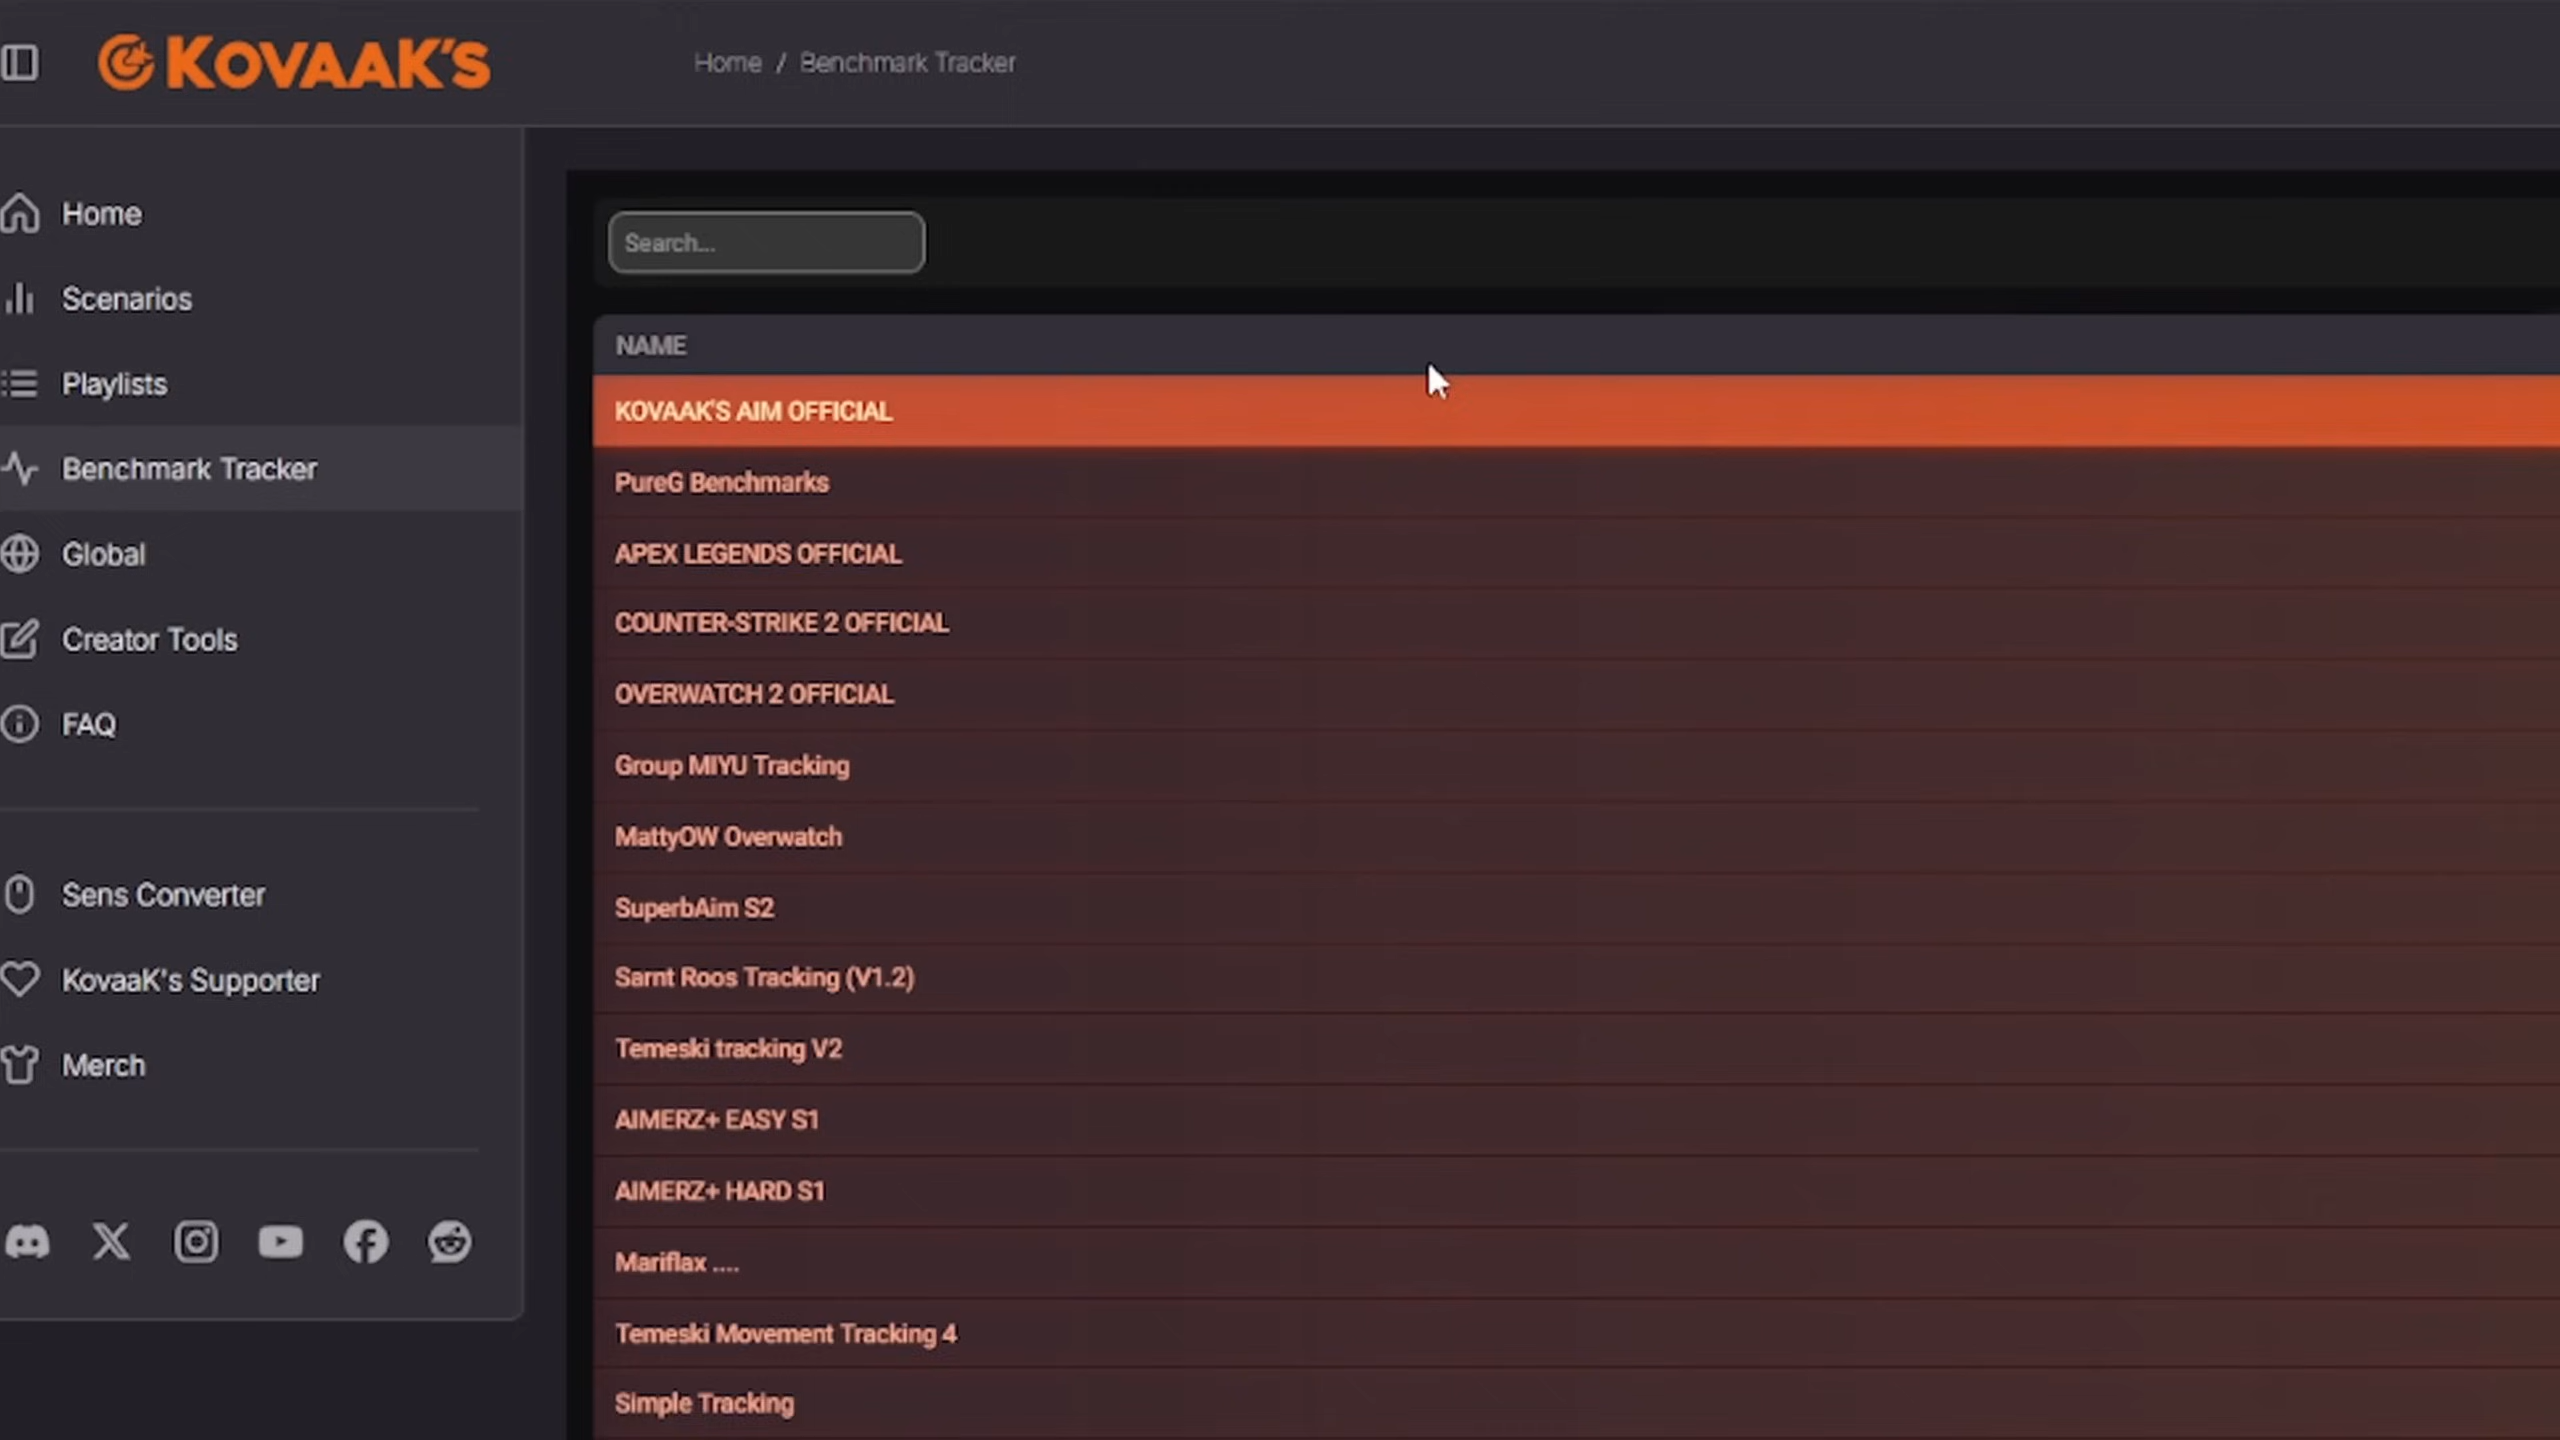 KOVAAK'S
Home / Benchmark Tracker
Home
Scenarios
Playlists
Benchmark Tracker
Global
Creator Tools
FAQ
Sens Converter
KovaaK's Supporter
Merch
Search...
NAME
KOVAAK'S AIM OFFICIAL
PureG Benchmarks
APEX LEGENDS OFFICIAL
COUNTER-STRIKE 2 OFFICIAL
OVERWATCH 2 OFFICIAL
Group MIYU Tracking
MattyOW Overwatch
SuperbAim S2
Sarnt Roos Tracking (V1.2)
Temeski tracking V2
AIMERZ+ EASY S1
AIMERZ+ HARD S1
Mariflax ....
Temeski Movement Tracking 4
Simple Tracking